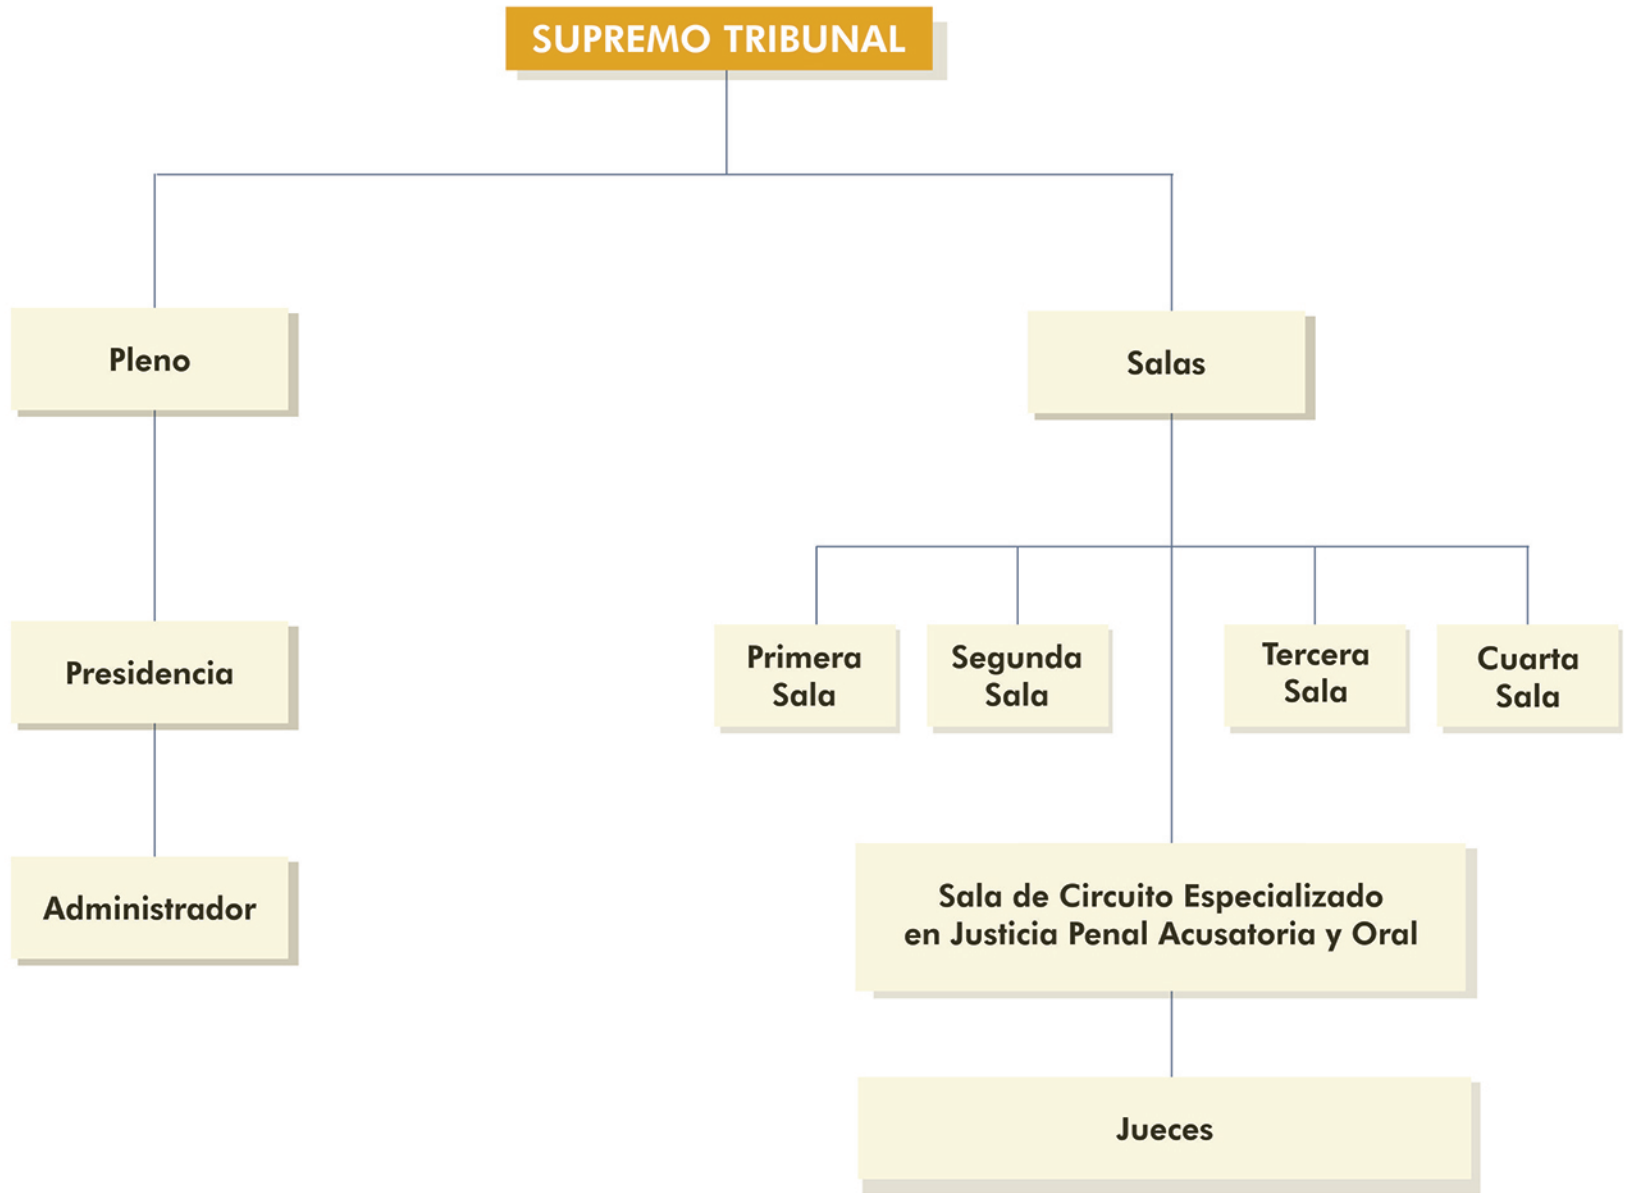 SUPREMO TRIBUNAL
Pleno
Salas
Presidencia
Primera
Sala
Segunda
Sala
Tercera
Sala
Cuarta
Sala
Administrador
Sala de Circuito Especializado
en Justicia Penal Acusatoria y Oral
Jueces